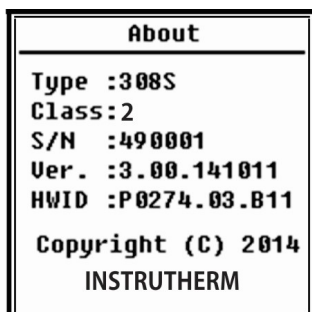 About
Type :308S
Class:2
S/N :490001
Ver. :3.00.141011
HWID :P0274.03.B11
Copyright (C) 2014
INSTRUTHERM